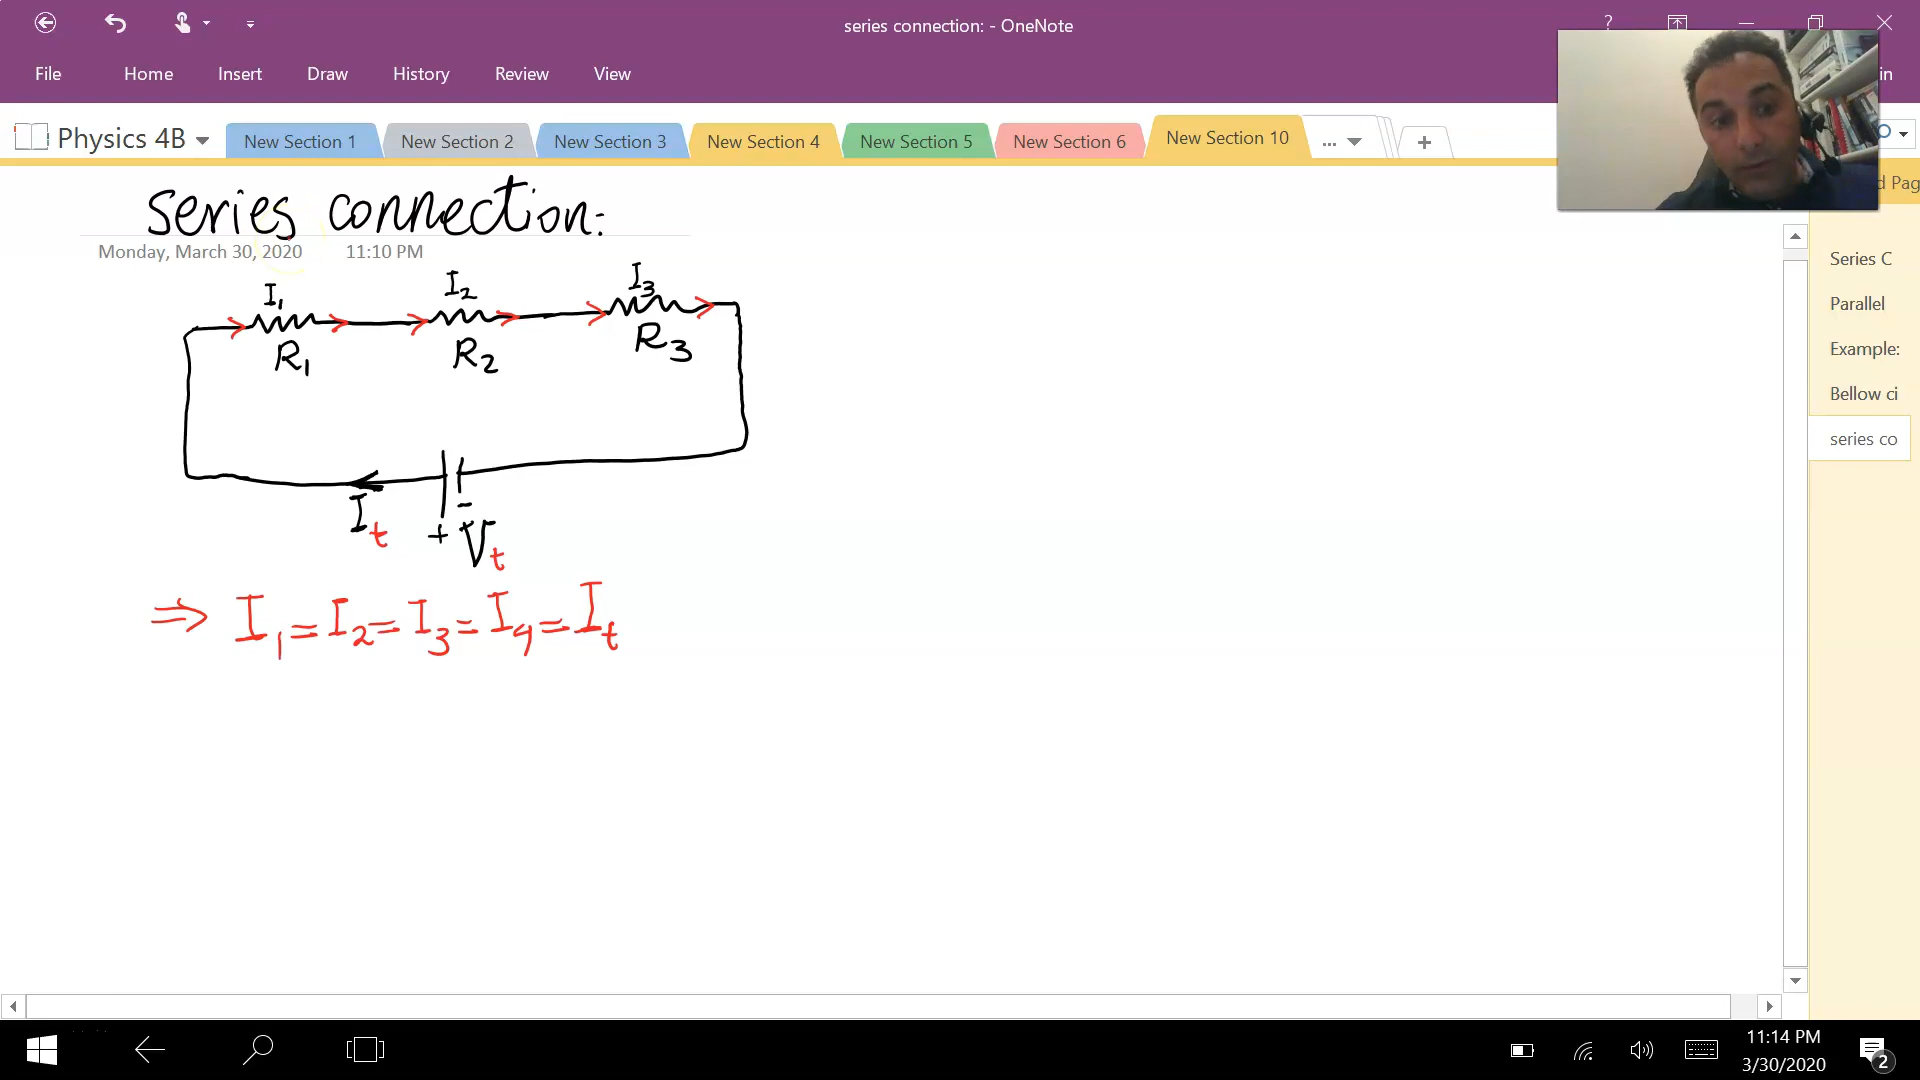 series connection: - OneNote
?
File Home Insert Draw History Review View
in
Physics 4B New Section 1 New Section 2 New Section 3 New Section 4 New Section 5 New Section 6 New Section 10 ... +
d Pag
series connection:
Monday, March 30, 2020 11:10 PM
Series C
Parallel
Example:
Bellow ci
series co
I₁ I₂ I₃
R₁ R₂ R₃
-
It + Vt
⇒ I₁ = I₂ = I₃ = I₄ = It
11:14 PM
3/30/2020
2